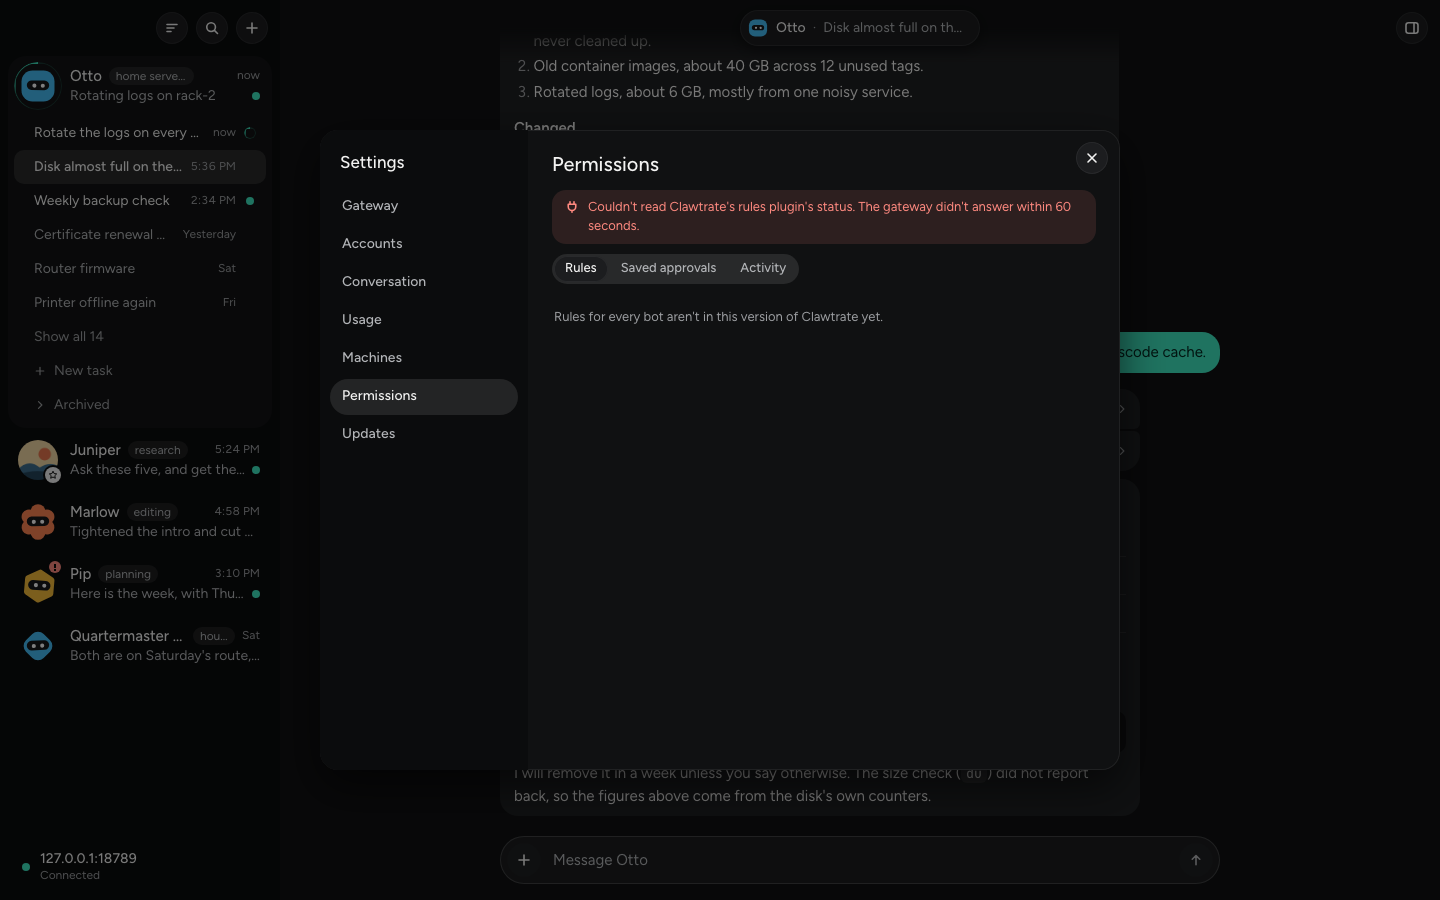 Otto · Disk almost full on th...
Otto home serve... now
Rotating logs on rack-2
Rotate the logs on every ... now
Disk almost full on the... 5:36 PM
Weekly backup check 2:34 PM
Certificate renewal ... Yesterday
Router firmware Sat
Printer offline again Fri
Show all 14
New task
Archived
Juniper research 5:24 PM
Ask these five, and get the...
Marlow editing 4:58 PM
Tightened the intro and cut ...
Pip planning 3:10 PM
Here is the week, with Thu...
Quartermaster ... hou... Sat
Both are on Saturday's route,...
127.0.0.1:18789
Connected
never cleaned up.
2. Old container images, about 40 GB across 12 unused tags.
3. Rotated logs, about 6 GB, mostly from one noisy service.
Changed
Settings
Gateway
Accounts
Conversation
Usage
Machines
Permissions
Updates
Permissions
Couldn't read Clawtrate's rules plugin's status. The gateway didn't answer within 60
seconds.
Rules Saved approvals Activity
Rules for every bot aren't in this version of Clawtrate yet.
scode cache.
I will remove it in a week unless you say otherwise. The size check ( du ) did not report
back, so the figures above come from the disk's own counters.
Message Otto